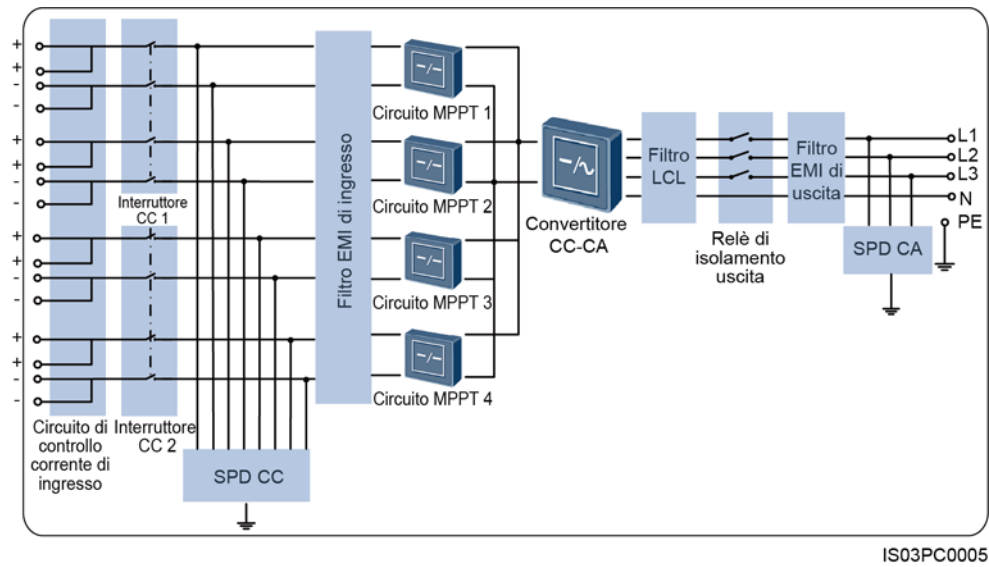 +
+
-
-
+
+
-
-
+
+
-
-
+
+
-
-
Circuito di
controllo
corrente di
ingresso
Interruttore
CC 1
Interruttore
CC 2
SPD CC
Filtro EMI di ingresso
Circuito MPPT 1
Circuito MPPT 2
Circuito MPPT 3
Circuito MPPT 4
Convertitore
CC-CA
Filtro
LCL
Relè di
isolamento
uscita
Filtro
EMI di
uscita
L1
L2
L3
N
PE
SPD CA
IS03PC0005